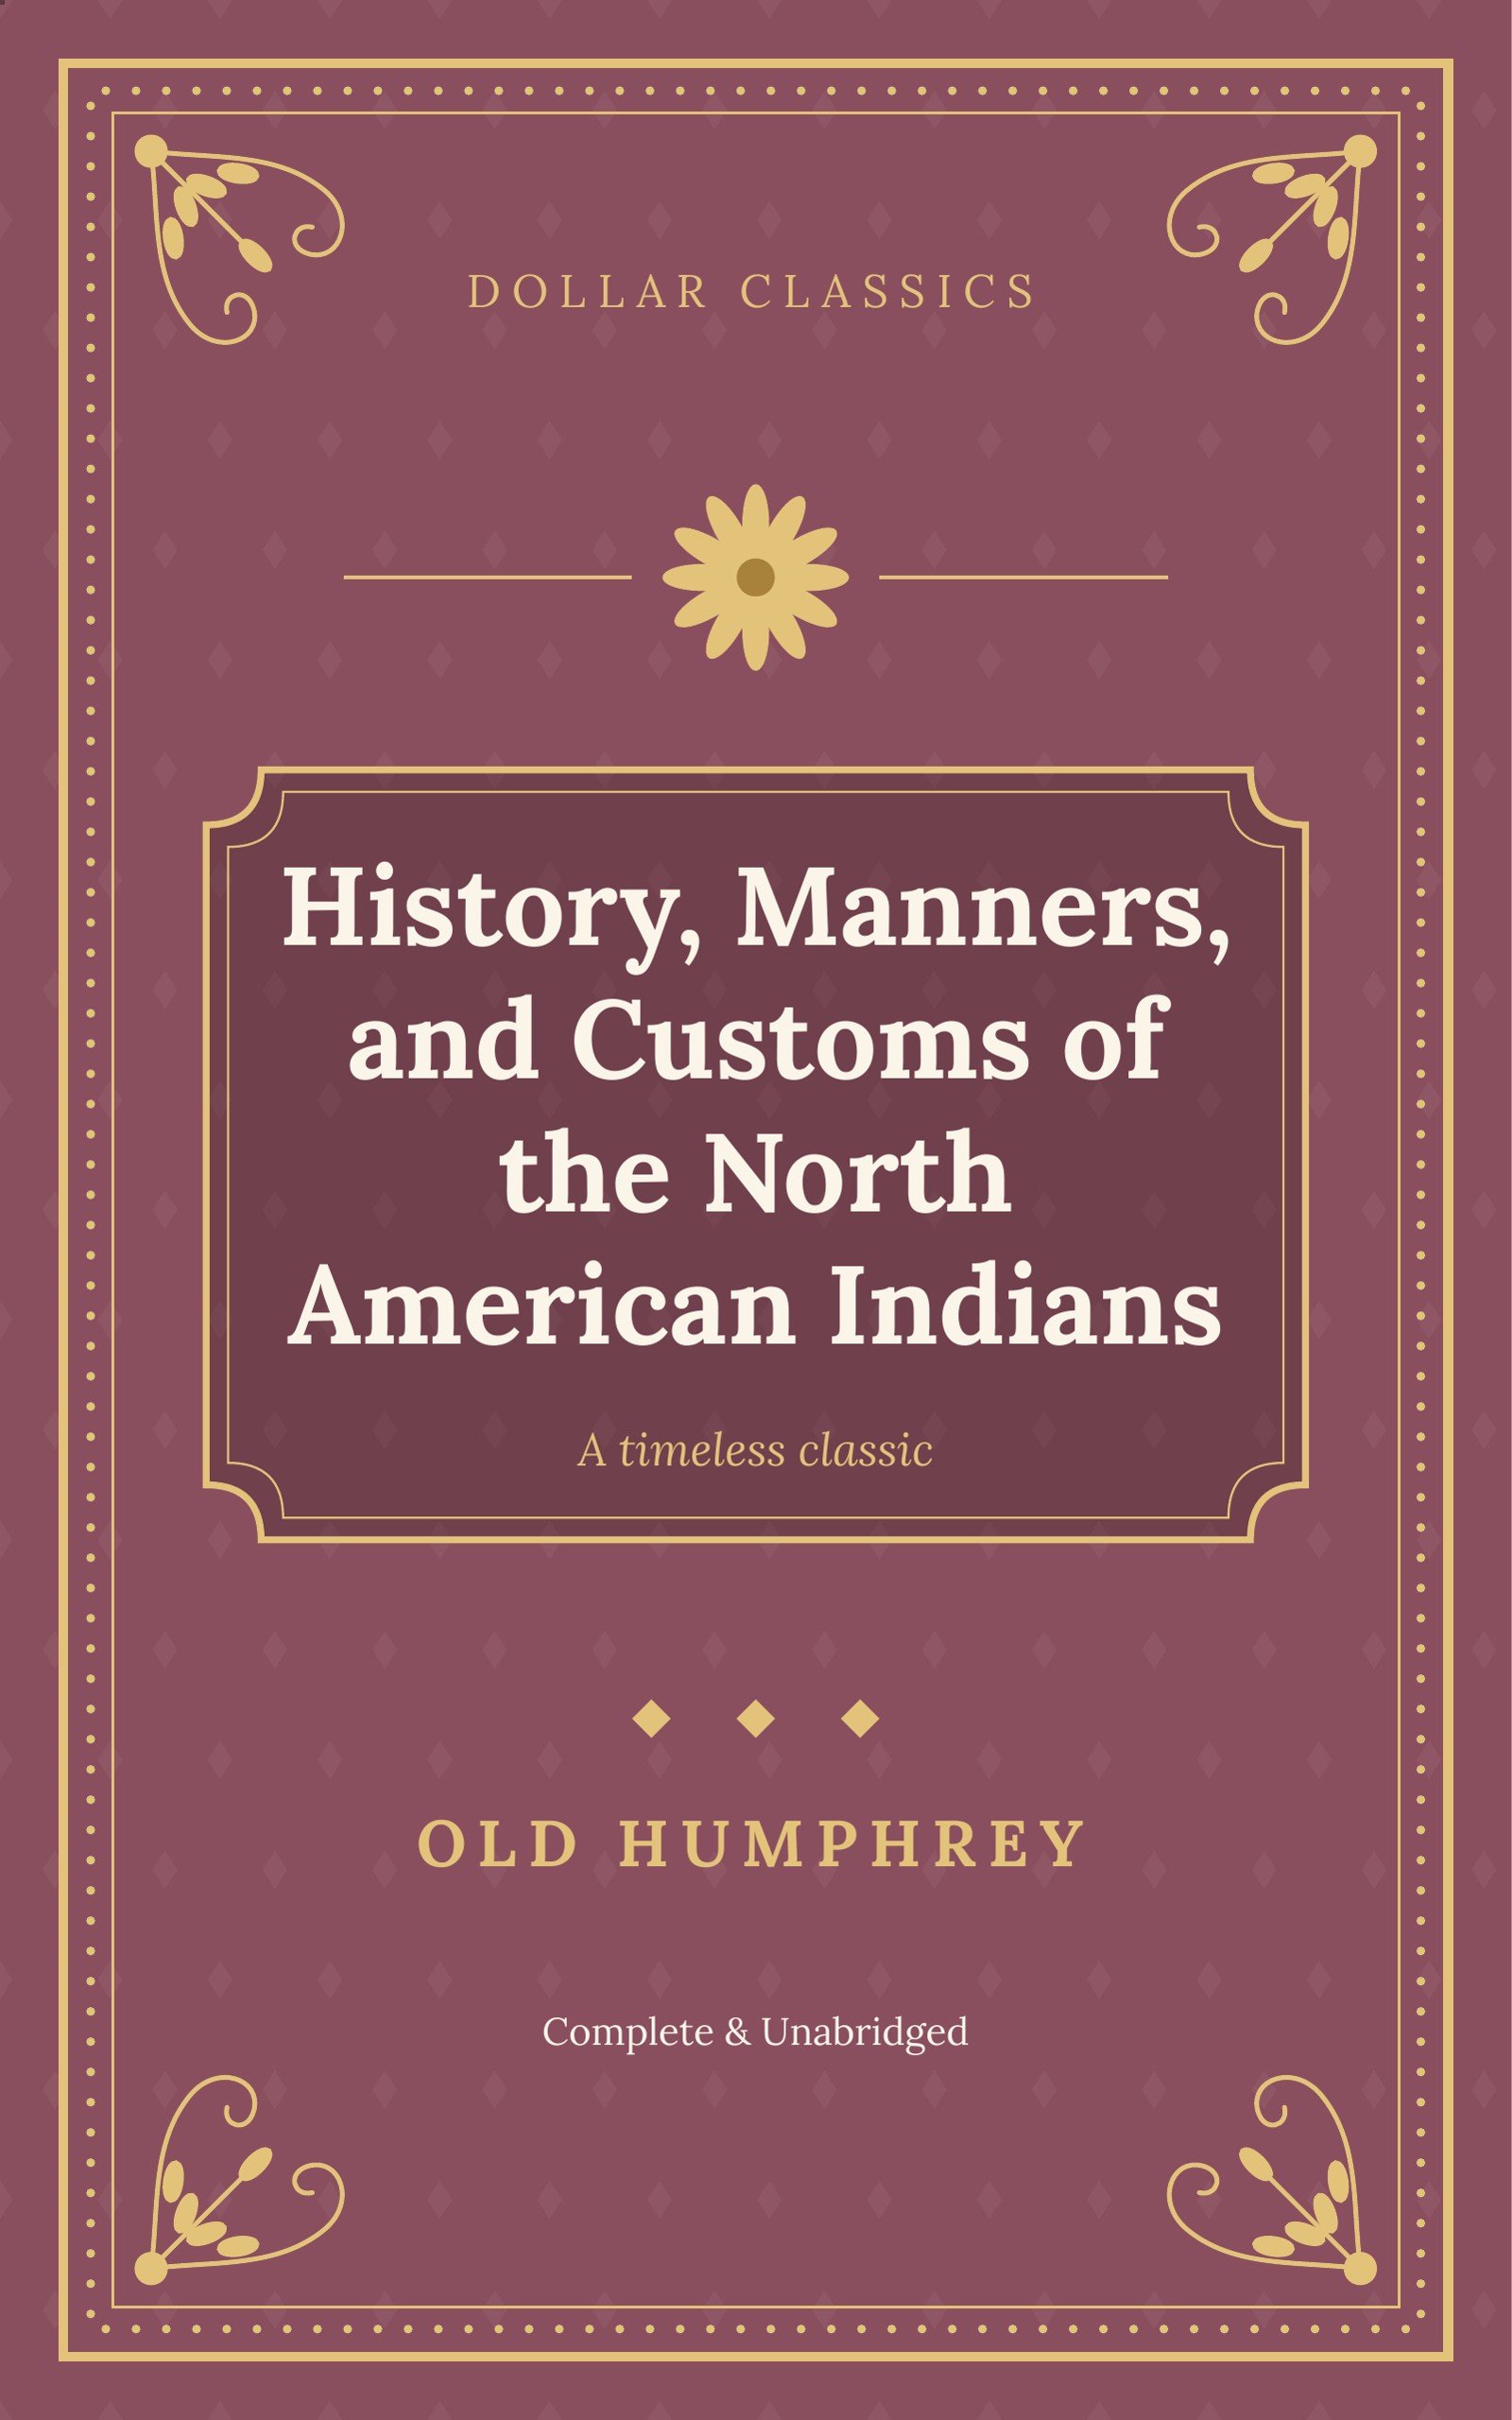 DOLLAR CLASSICS
History, Manners,
and Customs of
the North
American Indians
A timeless classic
OLD HUMPHREY
Complete & Unabridged